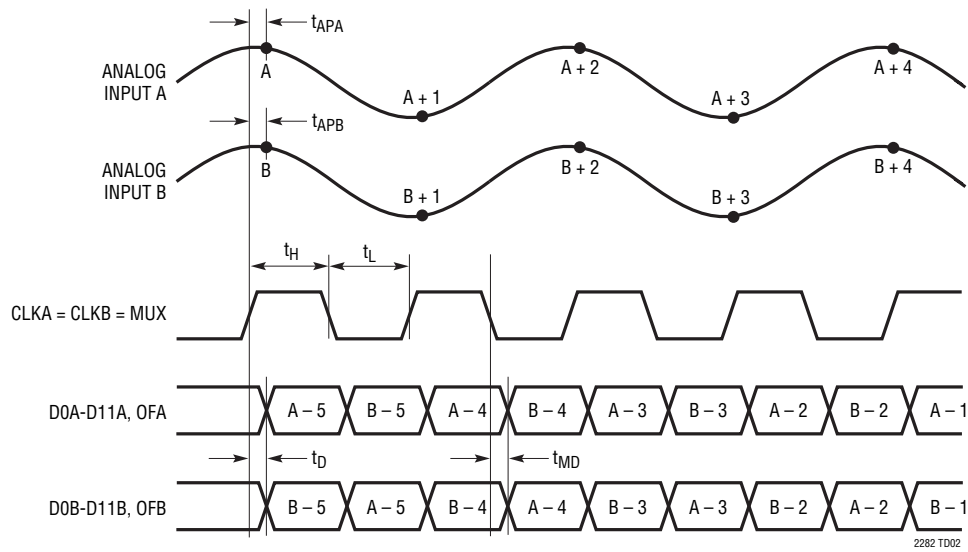 tAPA
ANALOG
INPUT A
A
A + 1
A + 2
A + 3
A + 4
tAPB
ANALOG
INPUT B
B
B + 1
B + 2
B + 3
B + 4
tH
tL
CLKA = CLKB = MUX
D0A-D11A, OFA
A – 5
B – 5
A – 4
B – 4
A – 3
B – 3
A – 2
B – 2
A – 1
tD
tMD
D0B-D11B, OFB
B – 5
A – 5
B – 4
A – 4
B – 3
A – 3
B – 2
A – 2
B – 1
2282 TD02